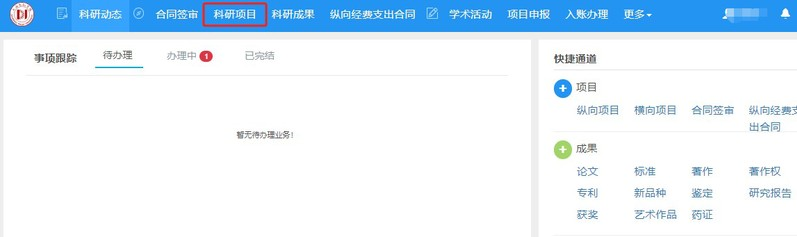 科研动态 合同签审 科研项目 科研成果 纵向经费支出合同 学术活动 项目申报 入账办理 更多
事项跟踪 待办理 办理中 1 已完结
暂无待办理业务!
快捷通道
项目
纵向项目 横向项目 合同签审 纵向经费支
出合同
成果
论文 标准 著作 著作权
专利 新品种 鉴定 研究报告
获奖 艺术作品 药证